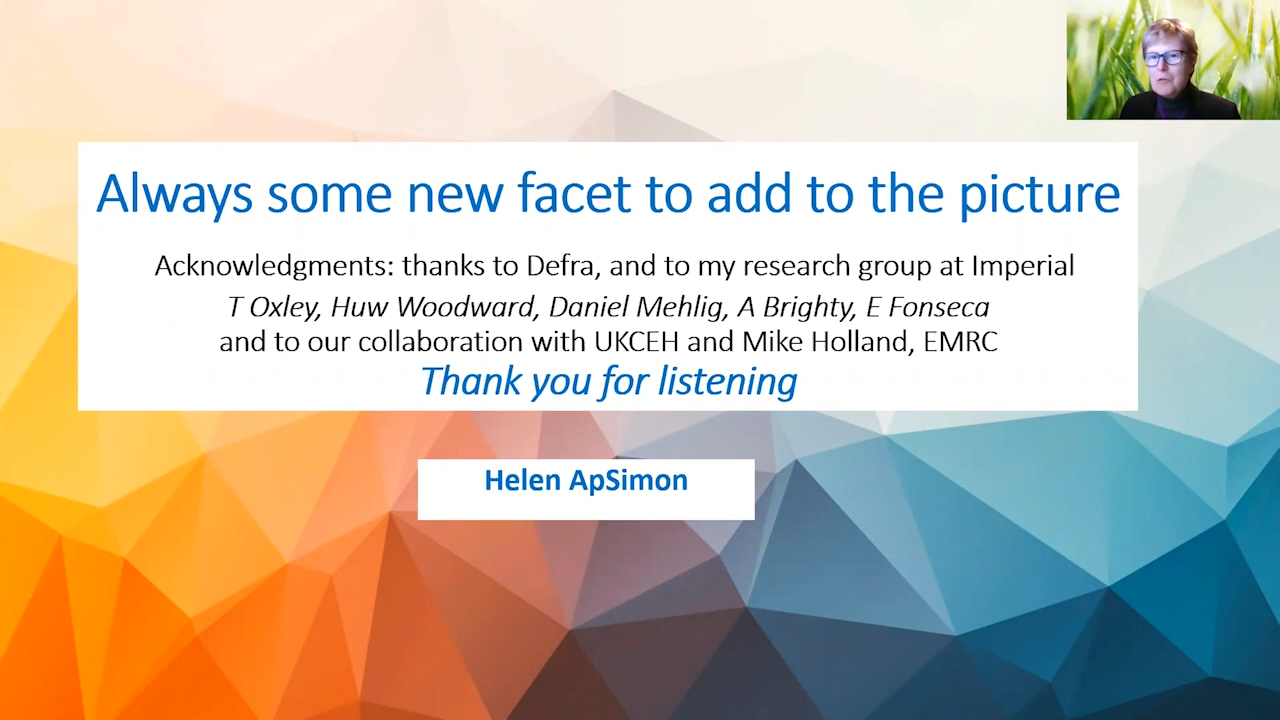 Always some new facet to add to the picture
Acknowledgments: thanks to Defra, and to my research group at Imperial
T Oxley, Huw Woodward, Daniel Mehlig, A Brighty, E Fonseca
and to our collaboration with UKCEH and Mike Holland, EMRC
Thank you for listening
Helen ApSimon